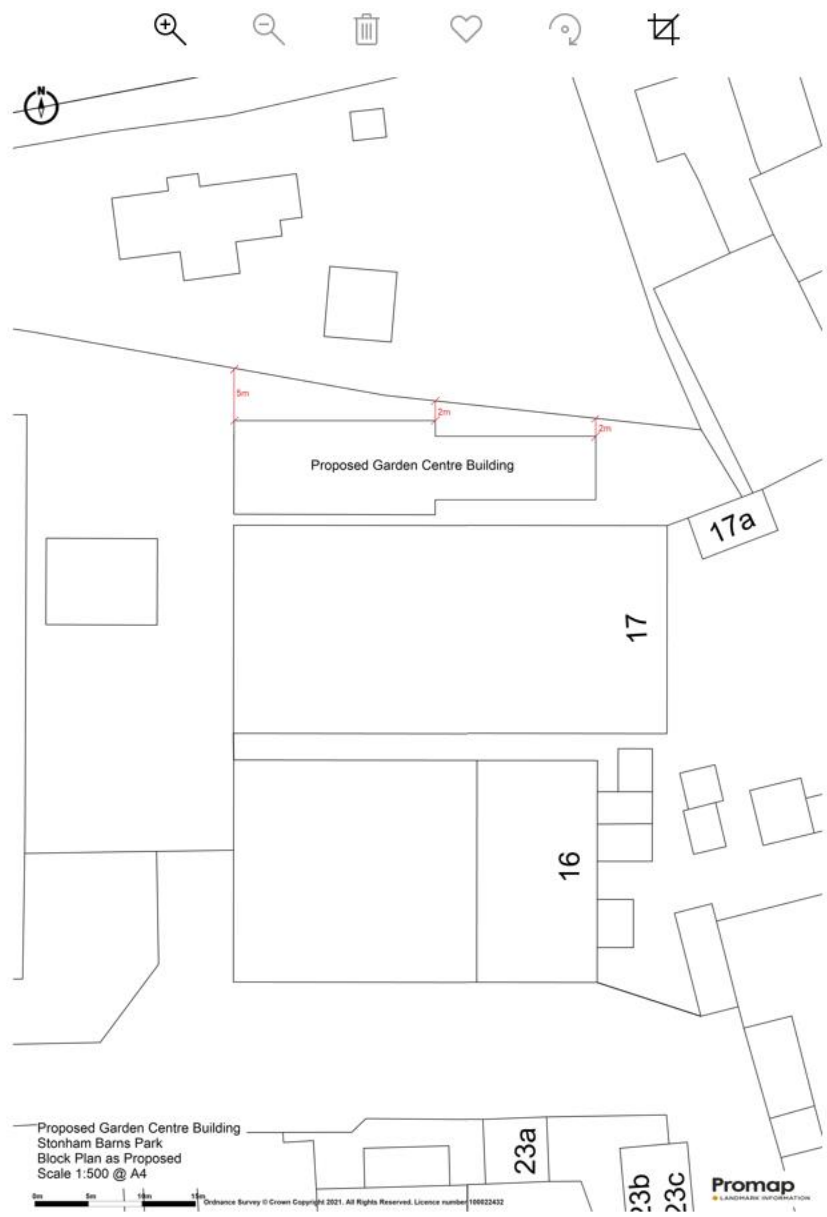 N
5m
2m
2m
Proposed Garden Centre Building
17a
17
16
Proposed Garden Centre Building
Stonham Barns Park
Block Plan as Proposed
Scale 1:500 @ A4
23a
23b
23c
0m 5m 10m 15m
Ordnance Survey © Crown Copyright 2021. All Rights Reserved. Licence number 100022432
Promap
LANDMARK INFORMATION